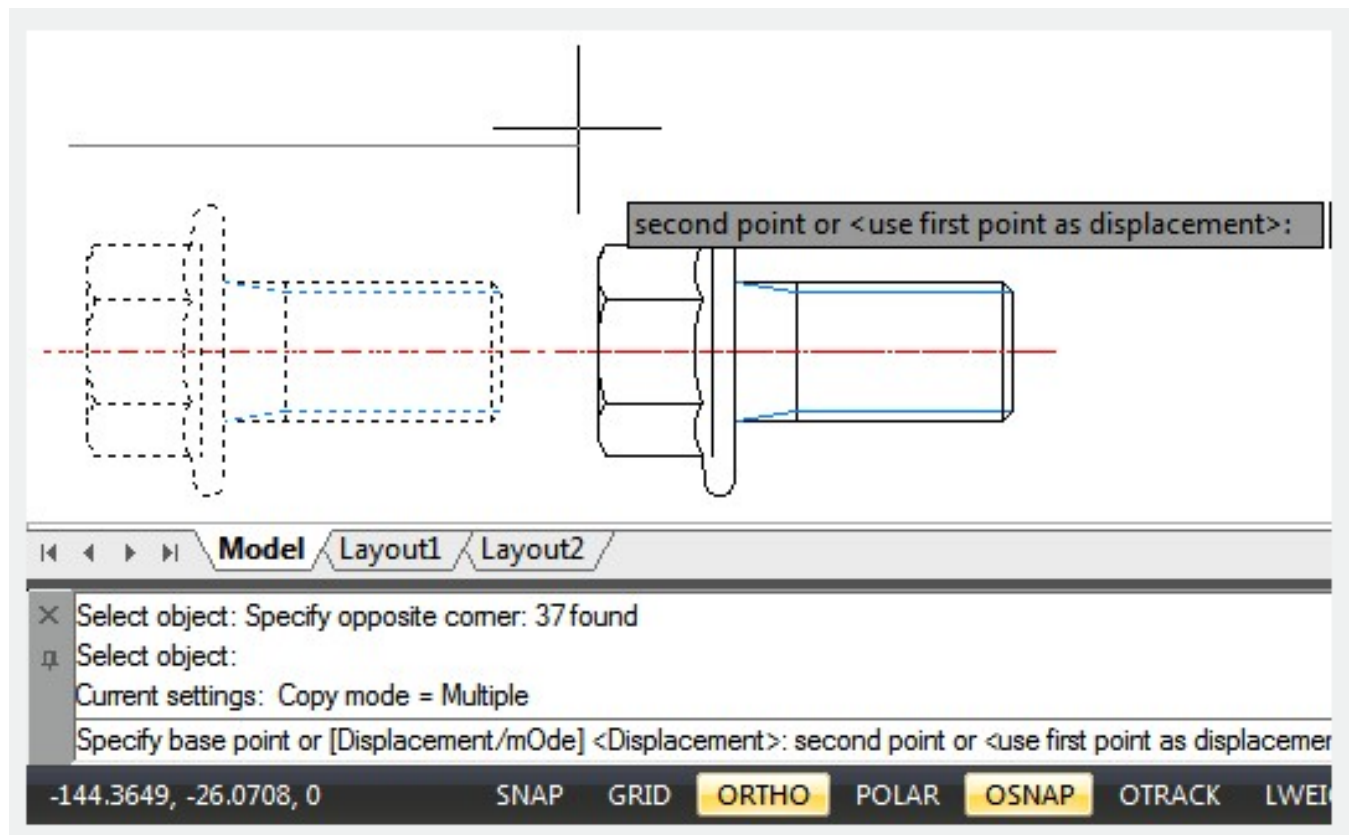 second point or <use first point as displacement>:
Model Layout1 Layout2
Select object: Specify opposite corner: 37 found
Select object:
Current settings: Copy mode = Multiple
Specify base point or [Displacement/mOde] <Displacement>: second point or <use first point as displacemen
-144.3649, -26.0708, 0 SNAP GRID ORTHO POLAR OSNAP OTRACK LWEI